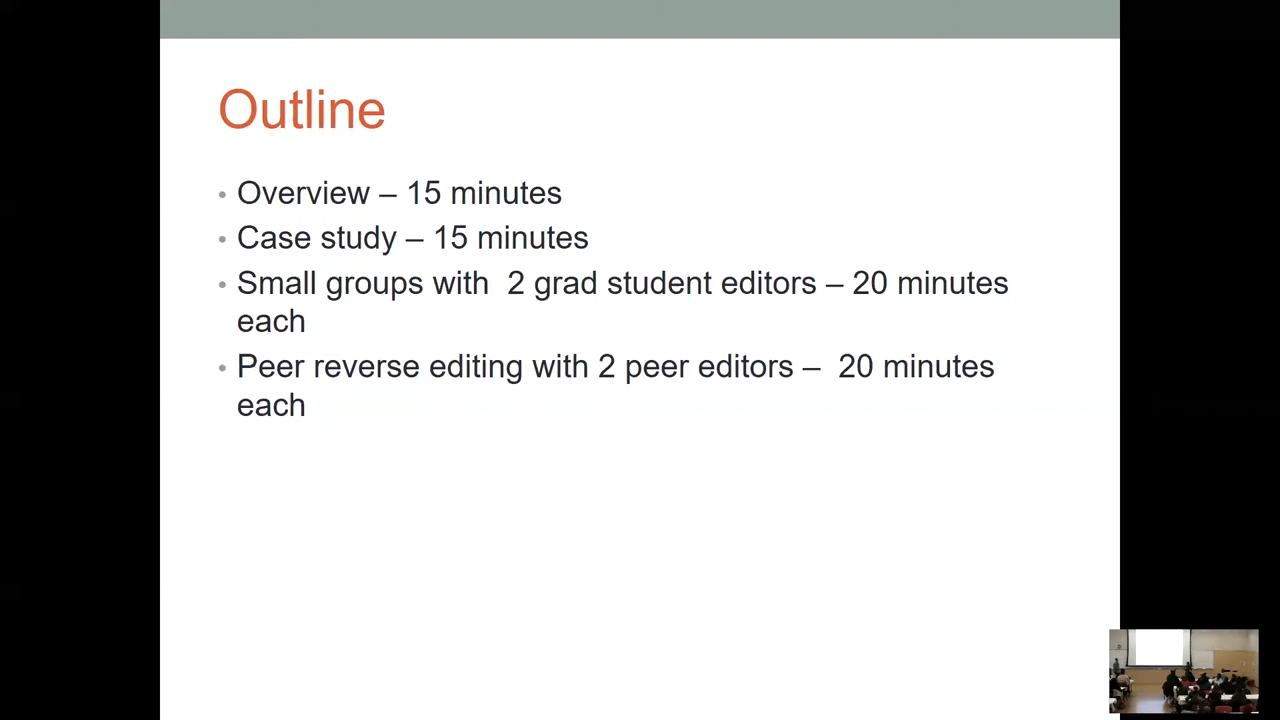 Outline
• Overview – 15 minutes
• Case study – 15 minutes
• Small groups with  2 grad student editors – 20 minutes
each
• Peer reverse editing with 2 peer editors –  20 minutes
each